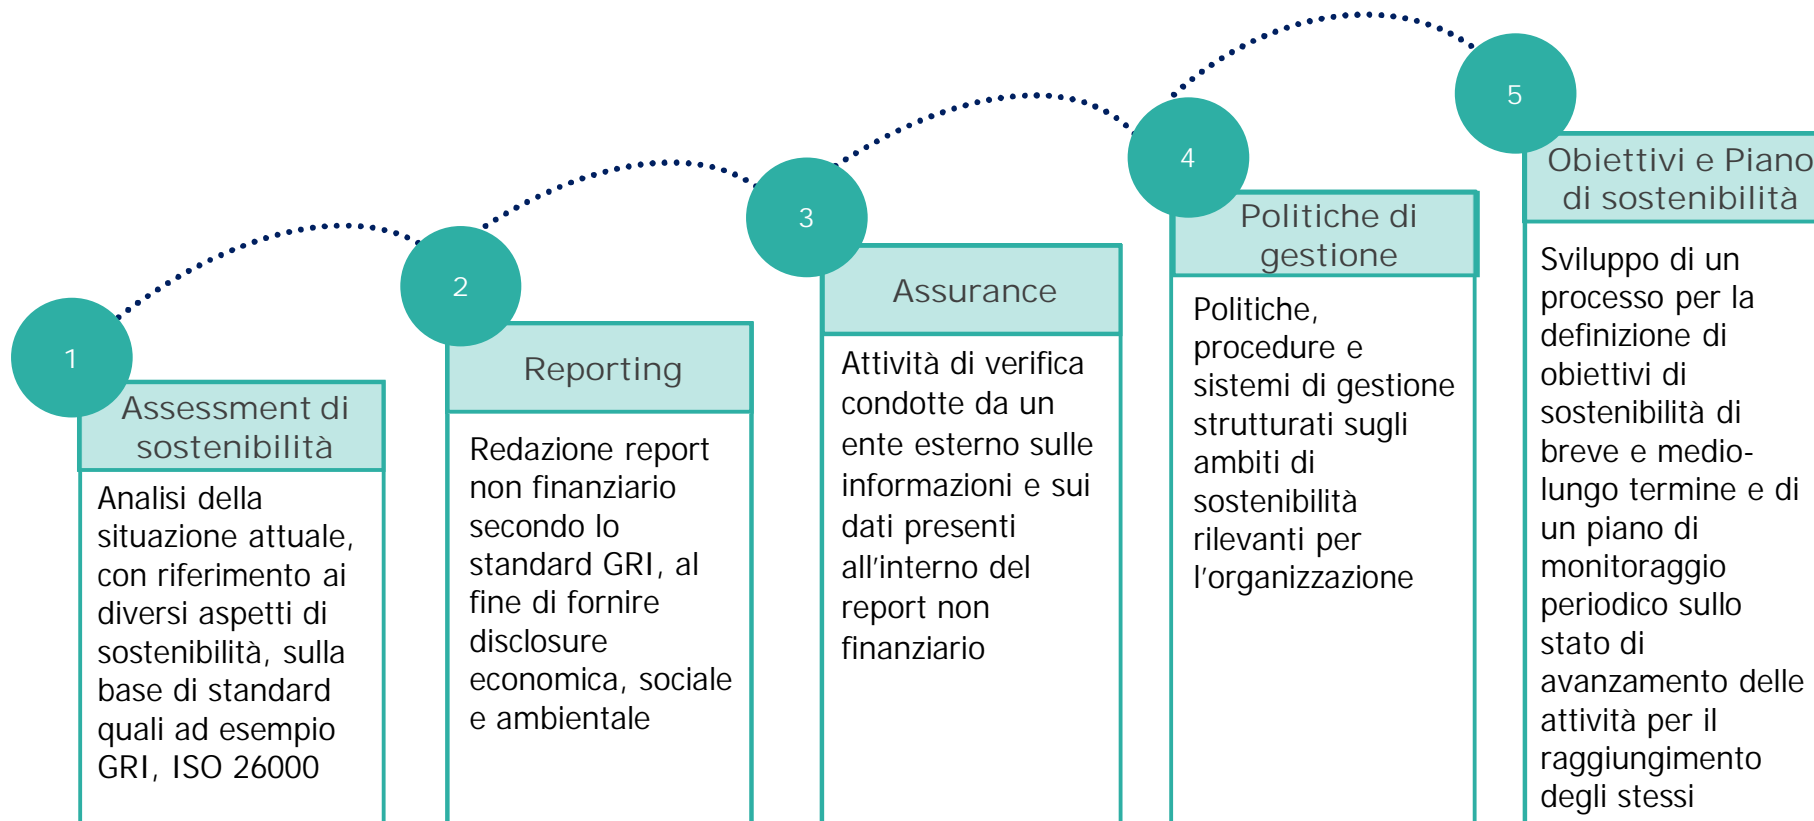 1
Assessment di
sostenibilità
Analisi della
situazione attuale,
con riferimento ai
diversi aspetti di
sostenibilità, sulla
base di standard
quali ad esempio
GRI, ISO 26000
2
Reporting
Redazione report
non finanziario
secondo lo
standard GRI, al
fine di fornire
disclosure
economica, sociale
e ambientale
3
Assurance
Attività di verifica
condotte da un
ente esterno sulle
informazioni e sui
dati presenti
all'interno del
report non
finanziario
4
Politiche di
gestione
Politiche,
procedure e
sistemi di gestione
strutturati sugli
ambiti di
sostenibilità
rilevanti per
l’organizzazione
5
Obiettivi e Piano
di sostenibilità
Sviluppo di un
processo per la
definizione di
obiettivi di
sostenibilità di
breve e medio-
lungo termine e di
un piano di
monitoraggio
periodico sullo
stato di
avanzamento delle
attività per il
raggiungimento
degli stessi